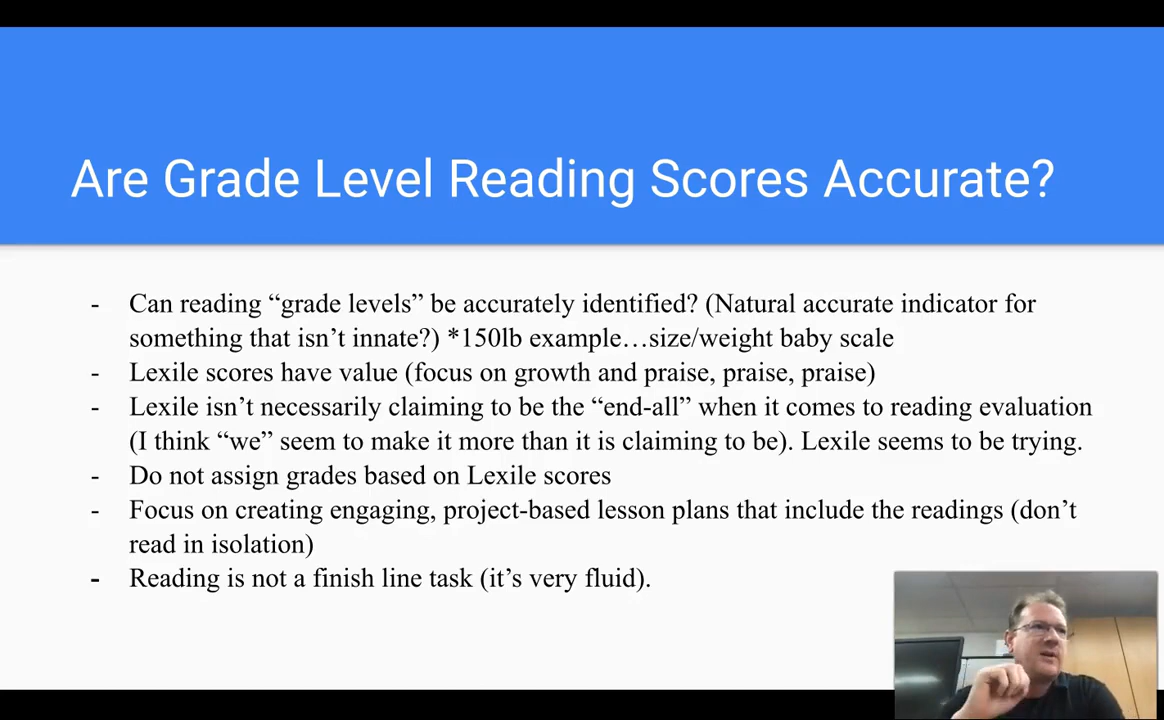 Are Grade Level Reading Scores Accurate?
- Can reading “grade levels” be accurately identified? (Natural accurate indicator for
something that isn’t innate?) *150lb example…size/weight baby scale
- Lexile scores have value (focus on growth and praise, praise, praise)
- Lexile isn’t necessarily claiming to be the “end-all” when it comes to reading evaluation
(I think “we” seem to make it more than it is claiming to be). Lexile seems to be trying.
- Do not assign grades based on Lexile scores
- Focus on creating engaging, project-based lesson plans that include the readings (don’t
read in isolation)
- Reading is not a finish line task (it’s very fluid).